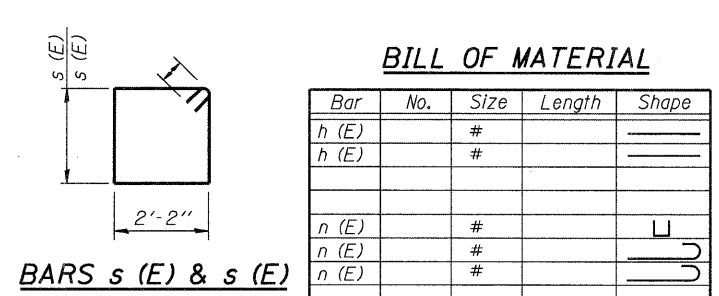 s (E)
s (E)
2'-2"
BARS s (E) & s (E)
BILL OF MATERIAL
Bar No. Size Length Shape
h (E) #
h (E) #
n (E) #
n (E) #
n (E) #